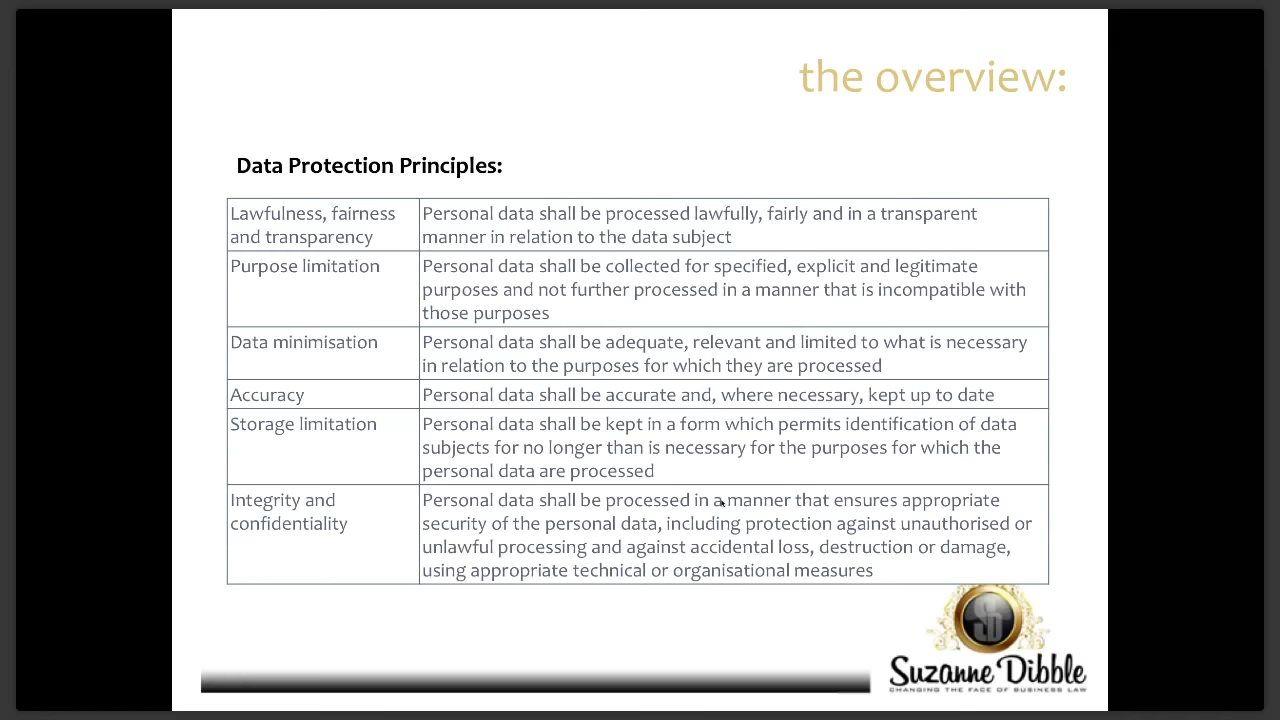 the overview:
Data Protection Principles:
Lawfulness, fairness
and transparency
Personal data shall be processed lawfully, fairly and in a transparent
manner in relation to the data subject
Purpose limitation
Personal data shall be collected for specified, explicit and legitimate
purposes and not further processed in a manner that is incompatible with
those purposes
Data minimisation
Personal data shall be adequate, relevant and limited to what is necessary
in relation to the purposes for which they are processed
Accuracy
Personal data shall be accurate and, where necessary, kept up to date
Storage limitation
Personal data shall be kept in a form which permits identification of data
subjects for no longer than is necessary for the purposes for which the
personal data are processed
Integrity and
confidentiality
Personal data shall be processed in a manner that ensures appropriate
security of the personal data, including protection against unauthorised or
unlawful processing and against accidental loss, destruction or damage,
using appropriate technical or organisational measures
SD
Suzanne Dibble
CHANGING THE FACE OF BUSINESS LAW